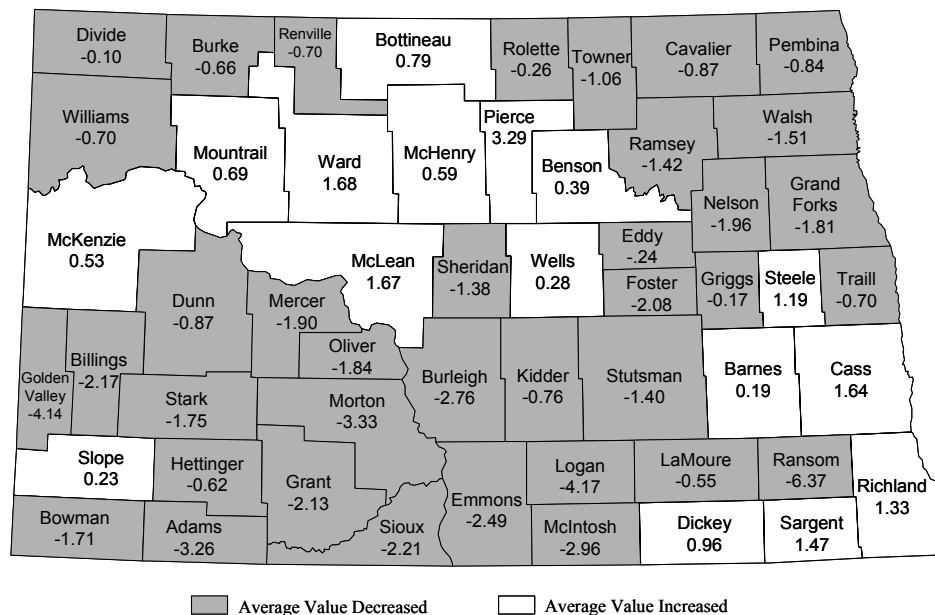 Divide
-0.10
Burke
-0.66
Renville
-0.70
Bottineau
0.79
Rolette
-0.26
Towner
-1.06
Cavalier
-0.87
Pembina
-0.84
Williams
-0.70
Mountrail
0.69
Ward
1.68
McHenry
0.59
Pierce
3.29
Benson
0.39
Ramsey
-1.42
Walsh
-1.51
Nelson
-1.96
Grand
Forks
-1.81
McKenzie
0.53
Dunn
-0.87
Mercer
-1.90
McLean
1.67
Sheridan
-1.38
Wells
0.28
Eddy
-.24
Foster
-2.08
Griggs
-0.17
Steele
1.19
Traill
-0.70
Golden
Valley
-4.14
Billings
-2.17
Stark
-1.75
Oliver
-1.84
Morton
-3.33
Burleigh
-2.76
Kidder
-0.76
Stutsman
-1.40
Barnes
0.19
Cass
1.64
Slope
0.23
Hettinger
-0.62
Grant
-2.13
Emmons
-2.49
Logan
-4.17
LaMoure
-0.55
Ransom
-6.37
Richland
1.33
Bowman
-1.71
Adams
-3.26
Sioux
-2.21
McIntosh
-2.96
Dickey
0.96
Sargent
1.47
Average Value Decreased
Average Value Increased